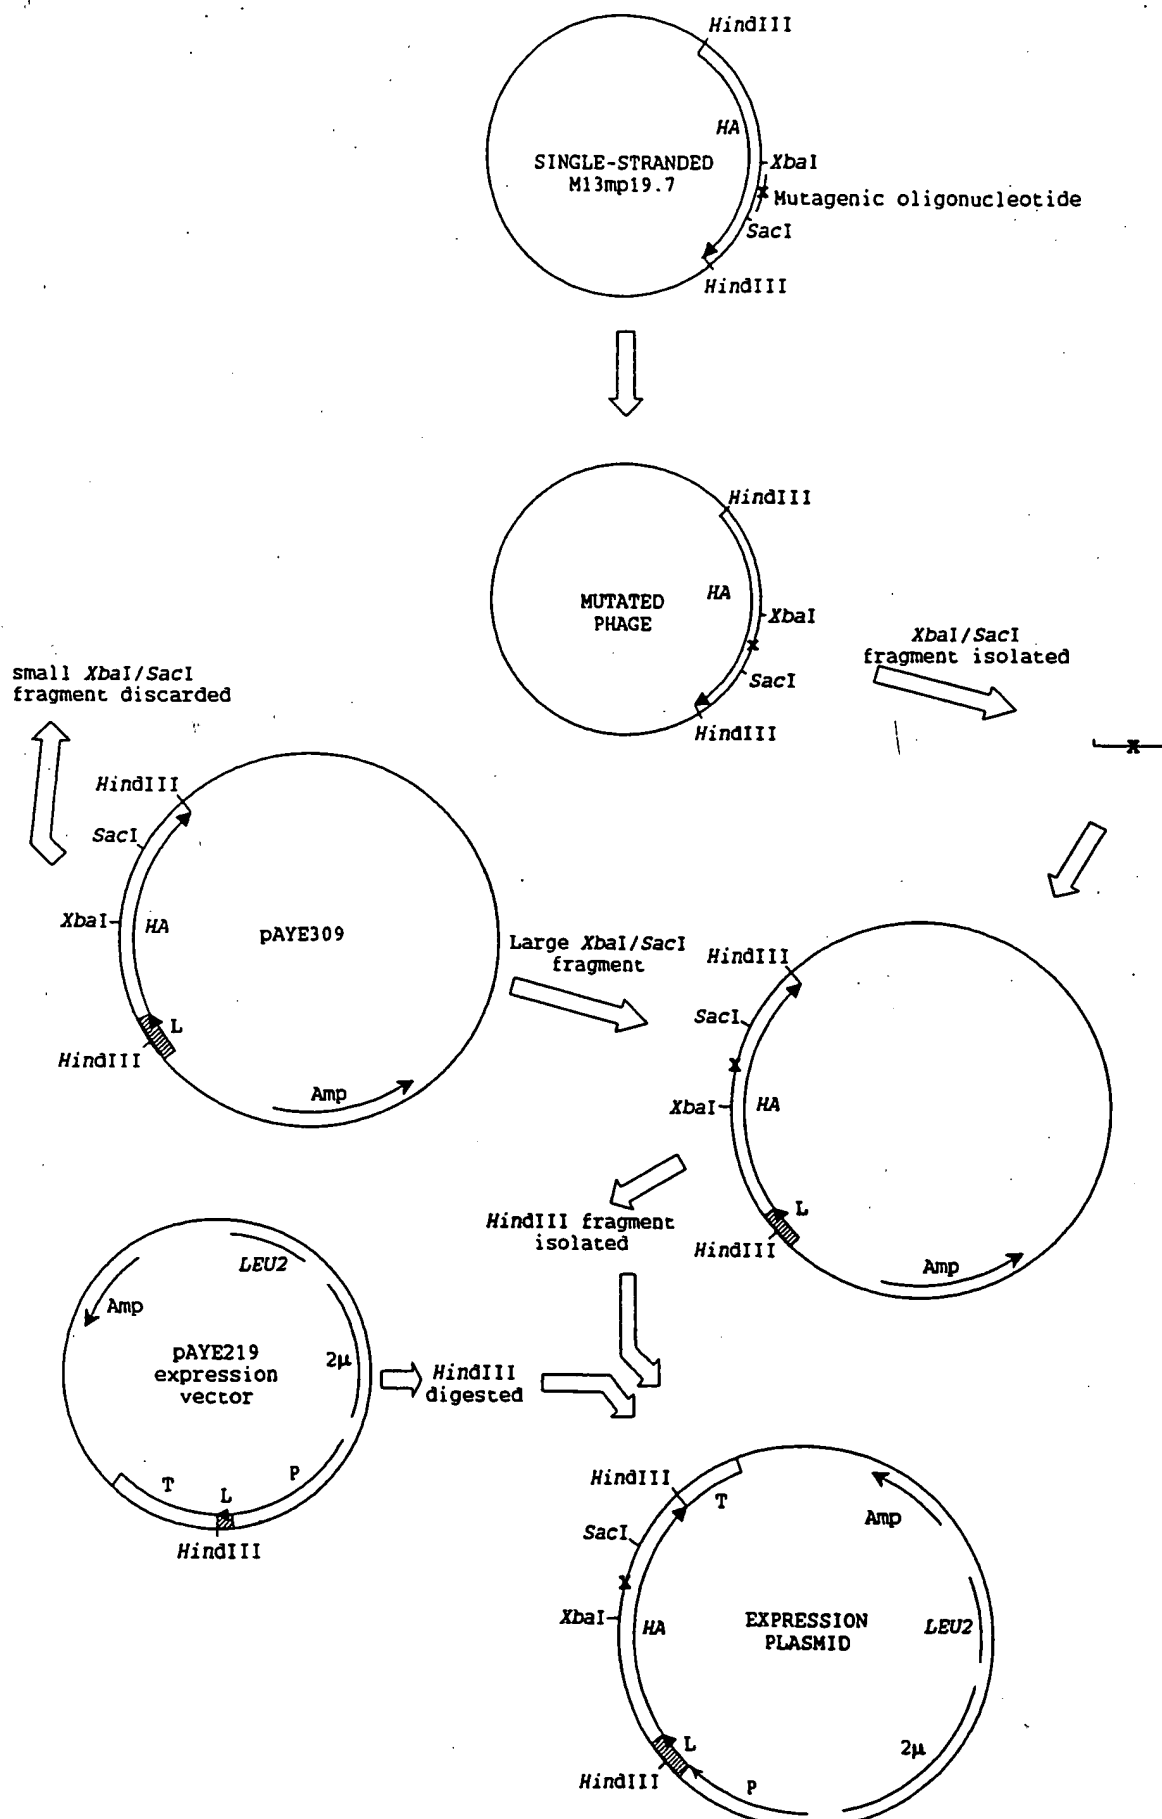 HindIII
HA
SINGLE-STRANDED
M13mp19.7
XbaI
Mutagenic oligonucleotide
SacI
HindIII
HindIII
HA
MUTATED
PHAGE
XbaI
SacI
HindIII
XbaI/SacI
fragment isolated
small XbaI/SacI
fragment discarded
HindIII
SacI
XbaI
HA
pAYE309
L
HindIII
Amp
Large XbaI/SacI
fragment
HindIII
SacI
XbaI
HA
L
HindIII
Amp
HindIII fragment
isolated
LEU2
Amp
pAYE219
expression
vector
2μ
T
L
P
HindIII
HindIII
digested
HindIII
T
SacI
Amp
XbaI
HA
EXPRESSION
PLASMID
LEU2
L
HindIII
P
2μ